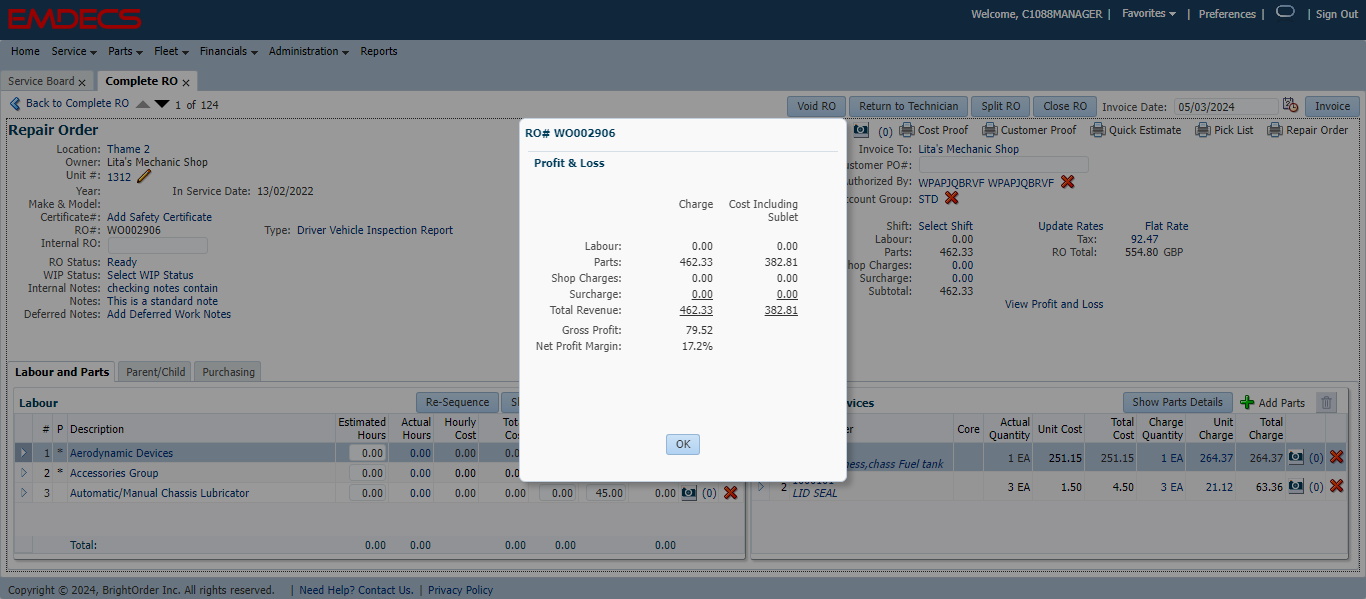 EMDECS
Welcome, C1088MANAGER | Favorites | Preferences | | Sign Out
Home Service Parts Fleet Financials Administration Reports
Service Board x Complete RO x
Back to Complete RO 1 of 124
Void RO Return to Technician Split RO Close RO Invoice Date: 05/03/2024 Invoice
Repair Order
(0) Cost Proof Customer Proof Quick Estimate Pick List Repair Order
Location: Thame 2
Owner: Lita's Mechanic Shop
Unit #: 1312
Year: In Service Date: 13/02/2022
Make & Model:
Certificate#: Add Safety Certificate
RO#: WO002906 Type: Driver Vehicle Inspection Report
Internal RO:
RO Status: Ready
WIP Status: Select WIP Status
Internal Notes: checking notes contain
Notes: This is a standard note
Deferred Notes: Add Deferred Work Notes
Invoice To: Lita's Mechanic Shop
ustomer PO#:
uthorized By: WPAPJQBRVF WPAPJQBRVF
count Group: STD
Shift: Select Shift Update Rates Flat Rate
Labour: 0.00 Tax: 92.47
Parts: 462.33 RO Total: 554.80 GBP
hop Charges: 0.00
Surcharge: 0.00
Subtotal: 462.33
View Profit and Loss
RO# WO002906
Profit & Loss
Charge Cost Including
Sublet
Labour: 0.00 0.00
Parts: 462.33 382.81
Shop Charges: 0.00 0.00
Surcharge: 0.00 0.00
Total Revenue: 462.33 382.81
Gross Profit: 79.52
Net Profit Margin: 17.2%
OK
Labour and Parts Parent/Child Purchasing
Labour
Re-Sequence
# P Description Estimated Hours Actual Hours Hourly Cost
1 * Aerodynamic Devices 0.00 0.00 0.00
2 * Accessories Group 0.00 0.00 0.00
3 Automatic/Manual Chassis Lubricator 0.00 0.00 0.00 0.00 0.00 45.00 0.00 (0)
Total: 0.00 0.00 0.00 0.00 0.00
vices
Show Parts Details Add Parts
Core Actual Quantity Unit Cost Total Cost Charge Quantity Unit Charge Total Charge
ness,chass Fuel tank 1 EA 251.15 251.15 1 EA 264.37 264.37 (0)
2 LID SEAL 3 EA 1.50 4.50 3 EA 21.12 63.36 (0)
Copyright © 2024, BrightOrder Inc. All rights reserved. | Need Help? Contact Us. | Privacy Policy